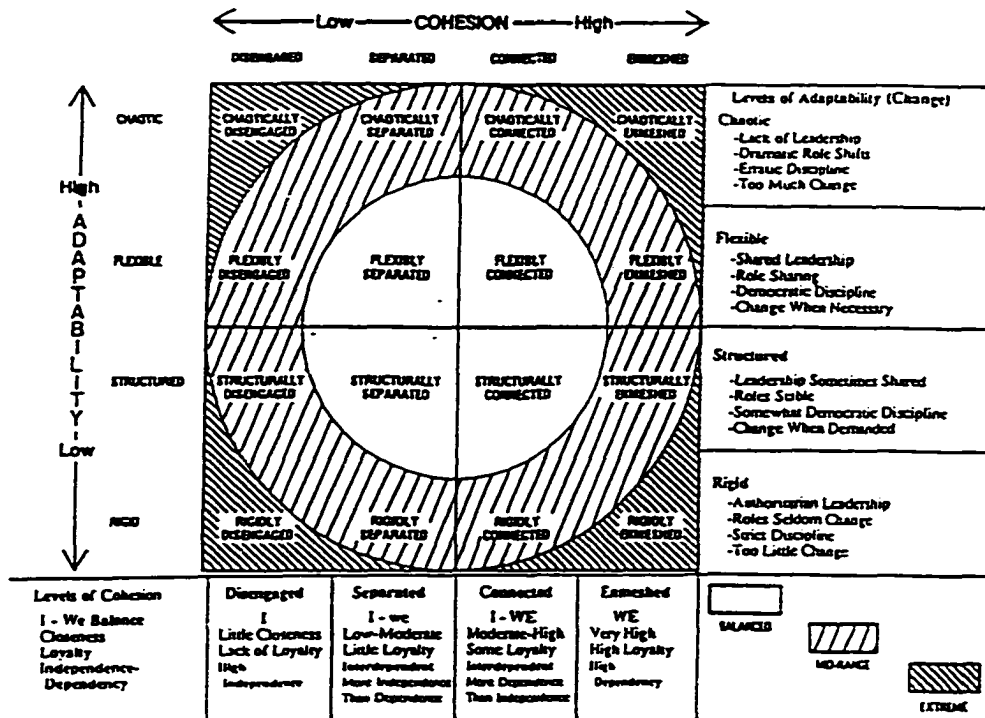 Low COHESION High
DISENGAGED SEPARATED CONNECTED ENMESHED
High ADAPTABILITY Low
CHAOTIC
FLEXIBLE
STRUCTURED
RIGID
CHAOTICALLY DISENGAGED
CHAOTICALLY SEPARATED
CHAOTICALLY CONNECTED
CHAOTICALLY ENMESHED
FLEXIBLY DISENGAGED
FLEXIBLY SEPARATED
FLEXIBLY CONNECTED
FLEXIBLY ENMESHED
STRUCTURALLY DISENGAGED
STRUCTURALLY SEPARATED
STRUCTURALLY CONNECTED
STRUCTURALLY ENMESHED
RIGIDLY DISENGAGED
RIGIDLY SEPARATED
RIGIDLY CONNECTED
RIGIDLY ENMESHED
Levels of Adaptability (Change)
Chaotic
-Lack of Leadership
-Dramatic Role Shifts
-Erratic Discipline
-Too Much Change
Flexible
-Shared Leadership
-Role Sharing
-Democratic Discipline
-Change When Necessary
Structured
-Leadership Sometimes Shared
-Roles Stable
-Somewhat Democratic Discipline
-Change When Demanded
Rigid
-Authoritarian Leadership
-Roles Seldom Change
-Strict Discipline
-Too Little Change
Levels of Cohesion
I - We Balance
Closeness
Loyalty
Independence-
Dependency
Disengaged
I
Little Closeness
Lack of Loyalty
High
Independence
Separated
I - we
Low-Moderate
Little Loyalty
Interdependent
More Independence
Than Dependence
Connected
I - WE
Moderate-High
Some Loyalty
Interdependent
More Dependence
Than Independence
Enmeshed
WE
Very High
High Loyalty
High
Dependency
BALANCED
MID-RANGE
EXTREME